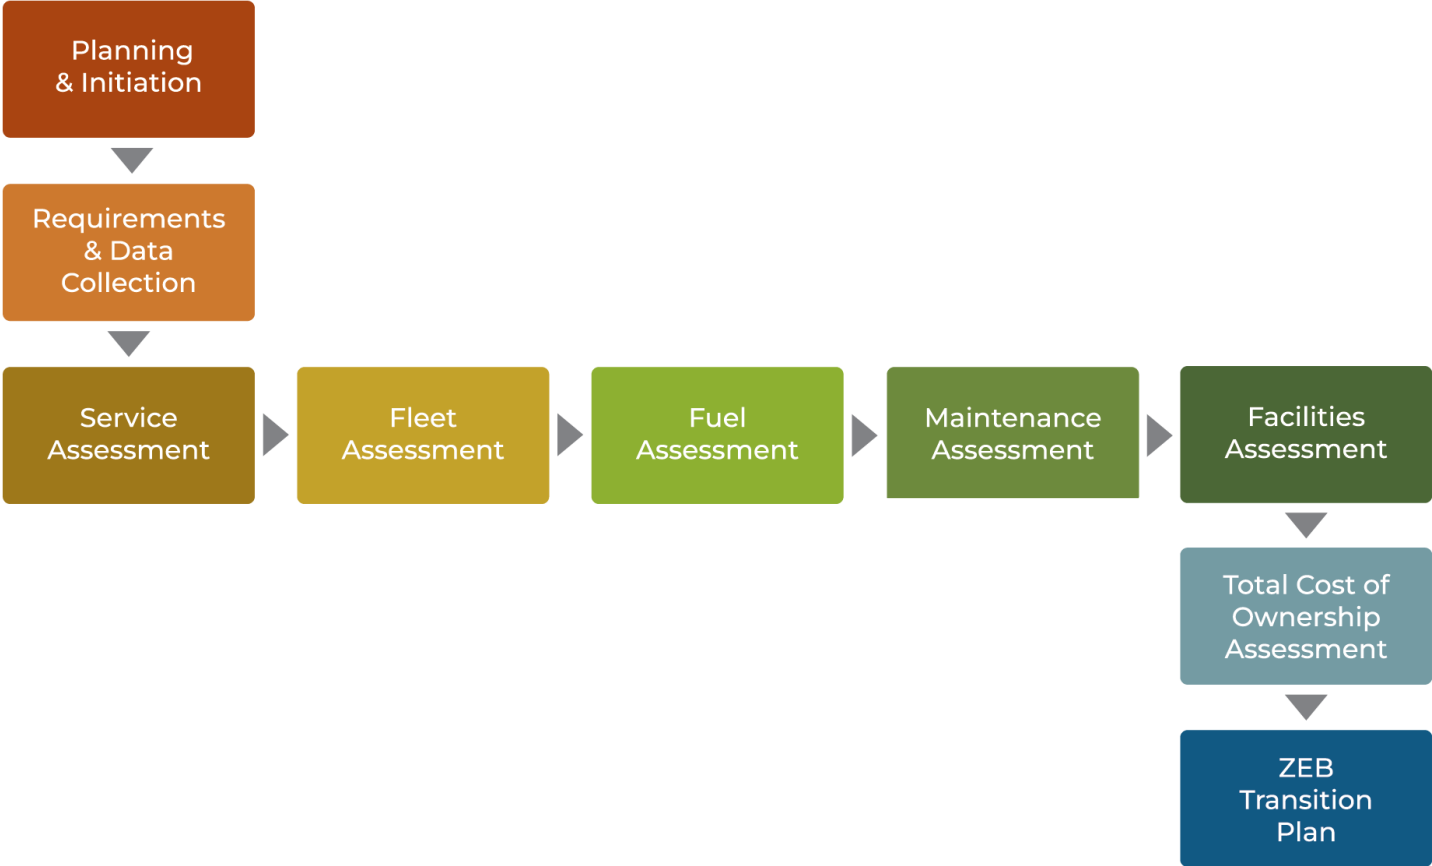 Planning
& Initiation
Requirements
& Data
Collection
Service
Assessment
Fleet
Assessment
Fuel
Assessment
Maintenance
Assessment
Facilities
Assessment
Total Cost of
Ownership
Assessment
ZEB
Transition
Plan